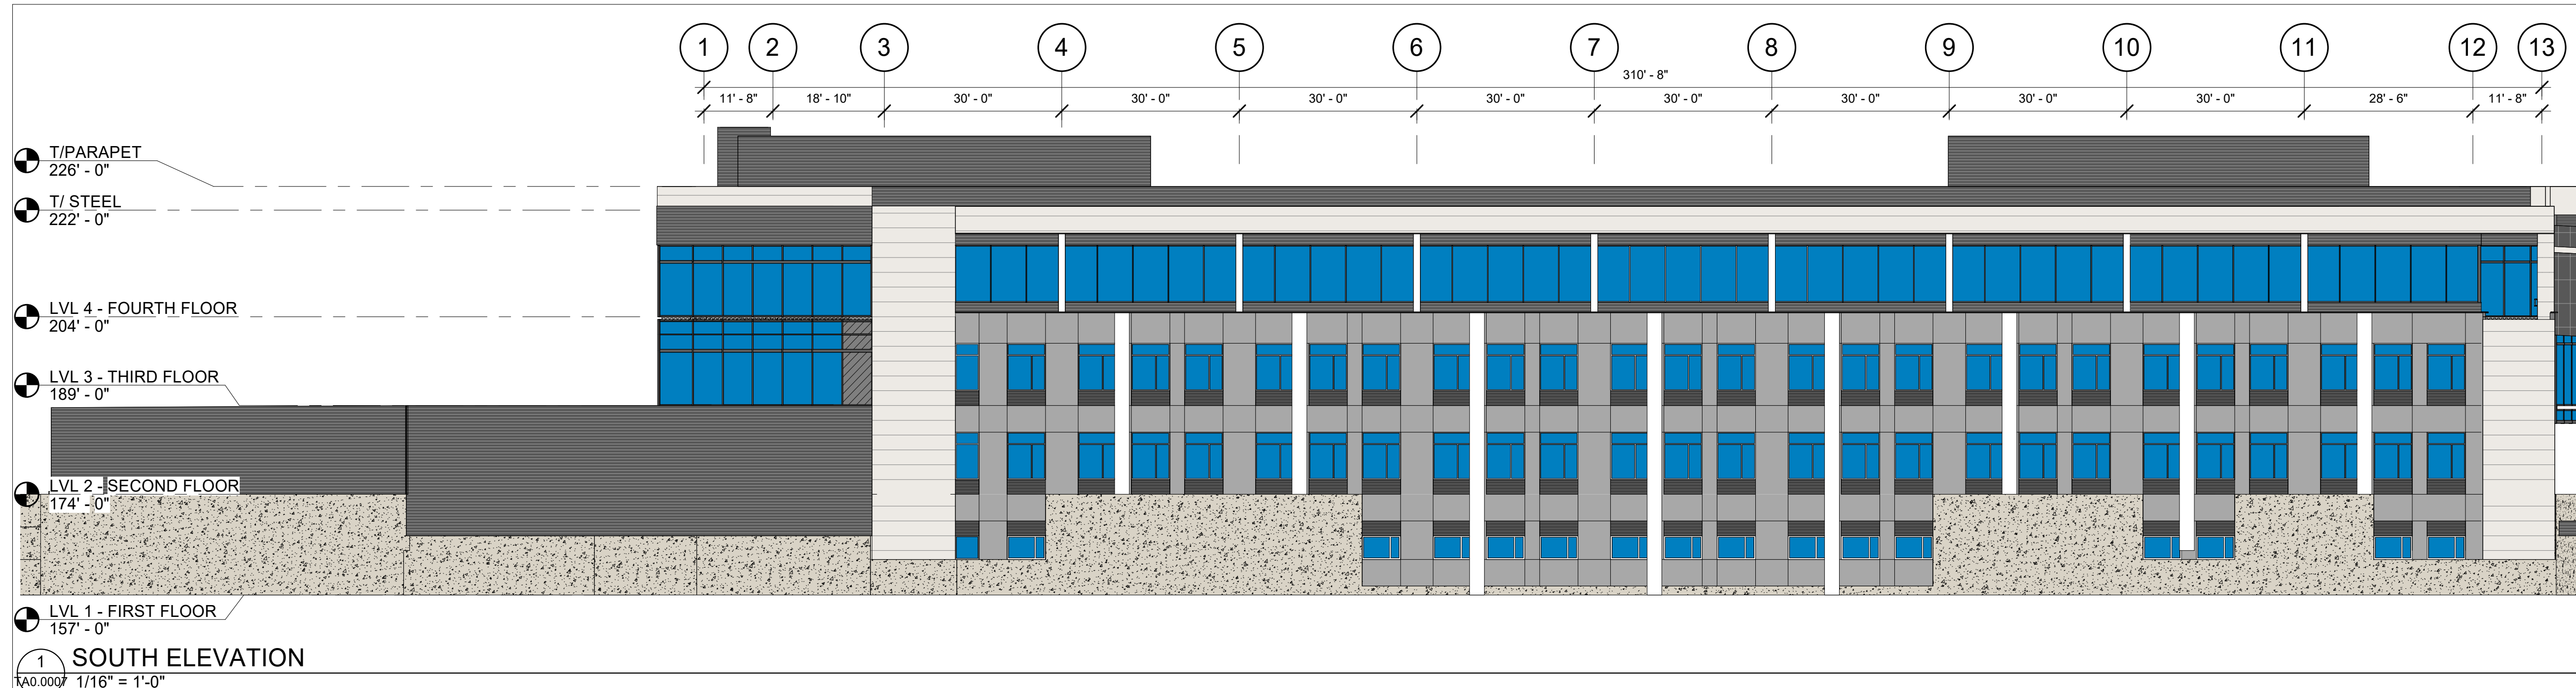 1 2 3 4 5 6 7 8 9 10 11 12 13
310' - 8"
11' - 8" 18' - 10" 30' - 0" 30' - 0" 30' - 0" 30' - 0" 30' - 0" 30' - 0" 30' - 0" 30' - 0" 28' - 6" 11' - 8"
T/PARAPET
226' - 0"
T/ STEEL
222' - 0"
LVL 4 - FOURTH FLOOR
204' - 0"
LVL 3 - THIRD FLOOR
189' - 0"
LVL 2 - SECOND FLOOR
174' - 0"
LVL 1 - FIRST FLOOR
157' - 0"
1 SOUTH ELEVATION
TA0.0007 1/16" = 1'-0"